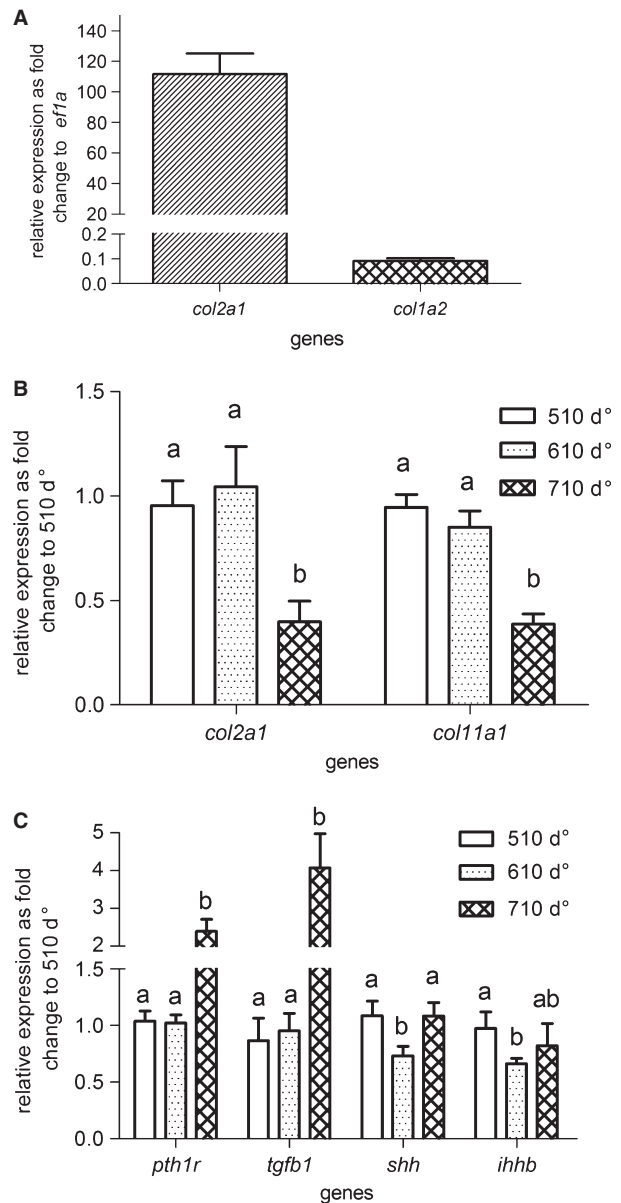 A
relative expression as fold
change to ef1a
140
120
100
80
60
40
20
0.2
0.1
0.0
col2a1 col1a2
genes
B
relative expression as fold
change to 510 d°
1.5
1.0
0.5
0.0
a a b a a b
510 d°
610 d°
710 d°
col2a1 col11a1
genes
C
relative expression as fold
change to 510 d°
5
4
3
2
1.5
1.0
0.5
0.0
a a b a a b a b a a b ab
510 d°
610 d°
710 d°
pth1r tgfb1 shh ihhb
genes